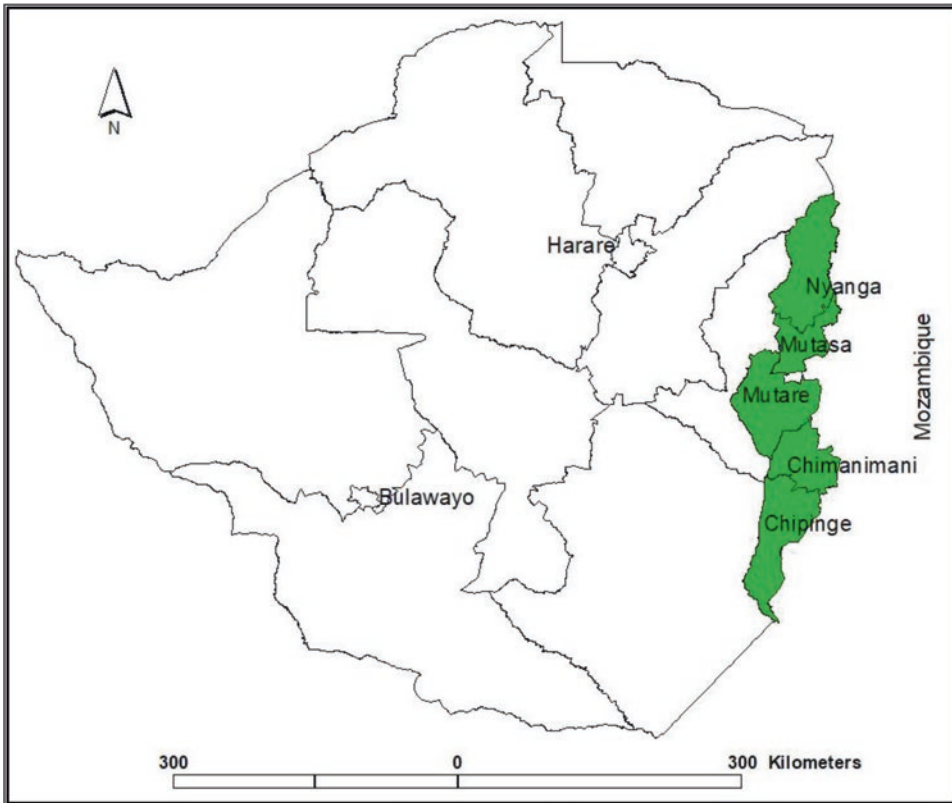 N
Harare
Nyanga
Mutasa
Mutare
Mozambique
Chimanimani
Bulawayo
Chipinge
300 0 300 Kilometers